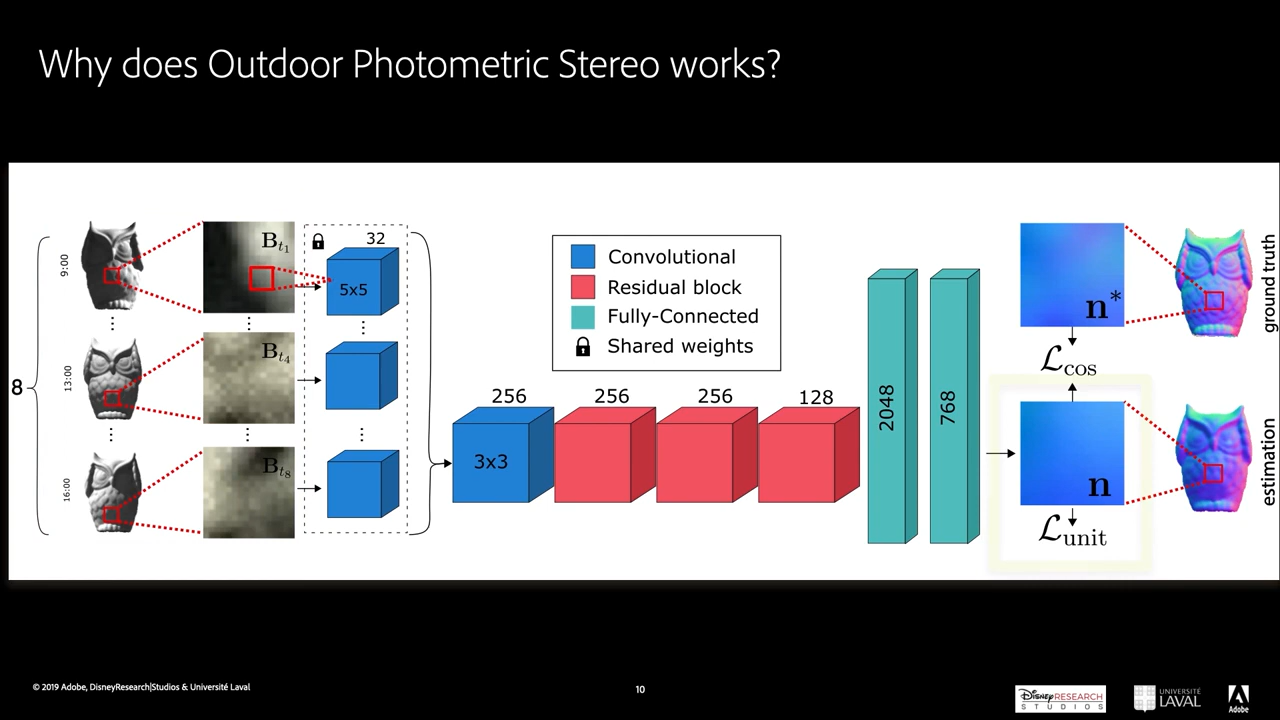 Why does Outdoor Photometric Stereo works?
8
9:00
13:00
16:00
B_{t_1}
B_{t_4}
B_{t_8}
32
5x5
Convolutional
Residual block
Fully-Connected
Shared weights
256
256
256
128
3x3
2048
768
n*
ℒcos
n
ℒunit
ground truth
estimation
© 2019 Adobe, DisneyResearch|Studios & Université Laval
10
Disney RESEARCH
STUDIOS
UNIVERSITÉ
LAVAL
Adobe